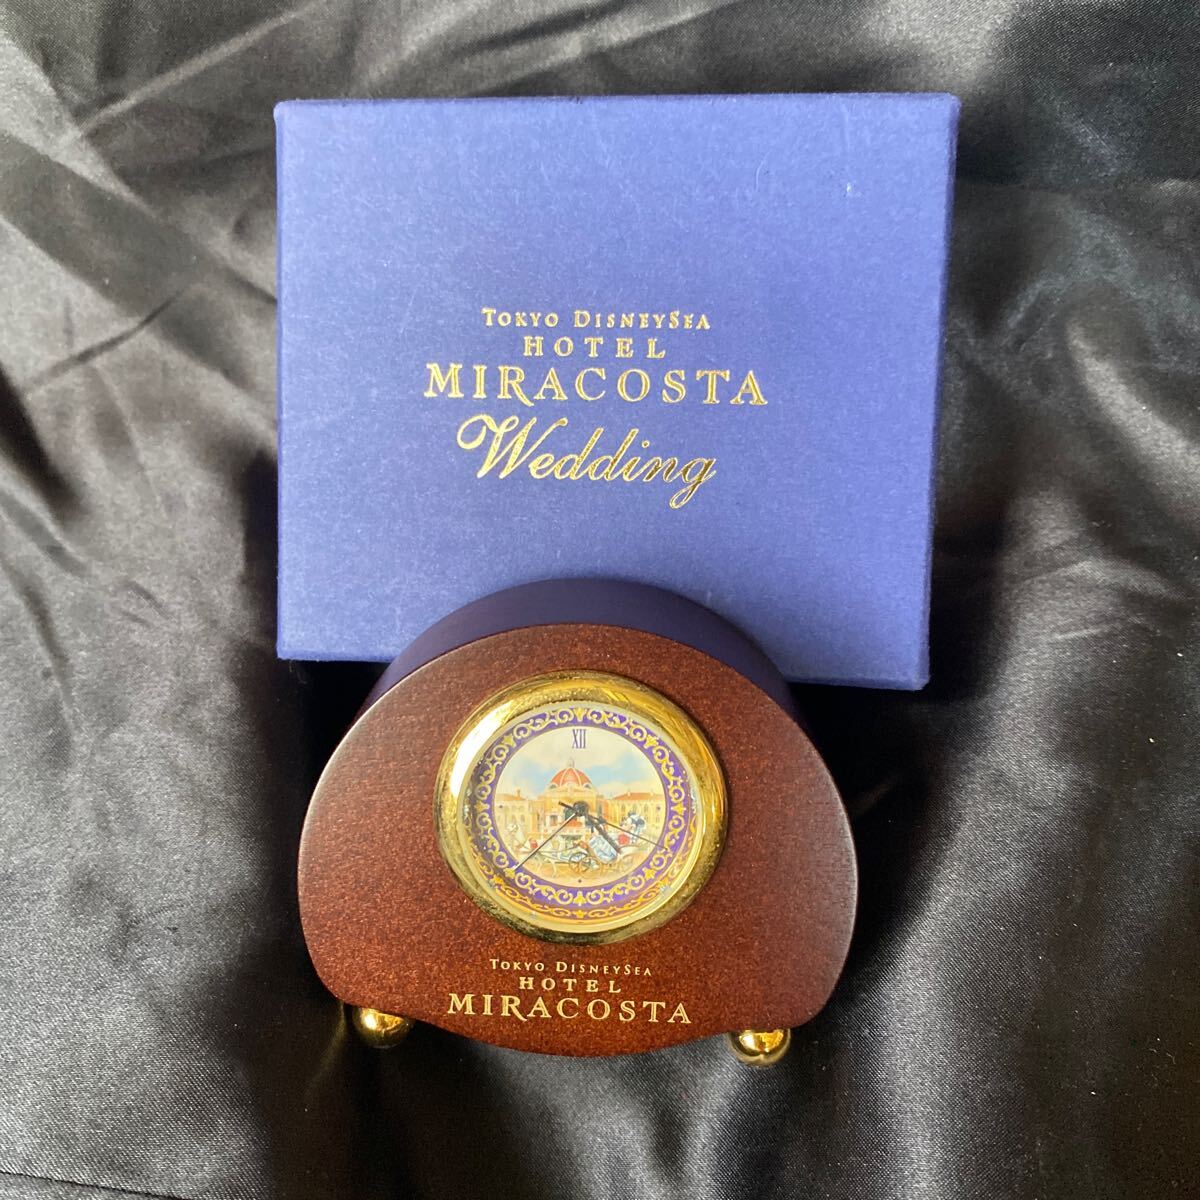 TOKYO DISNEYSEA
HOTEL
MIRACOSTA
Wedding
XII
TOKYO DISNEYSEA
HOTEL
MIRACOSTA